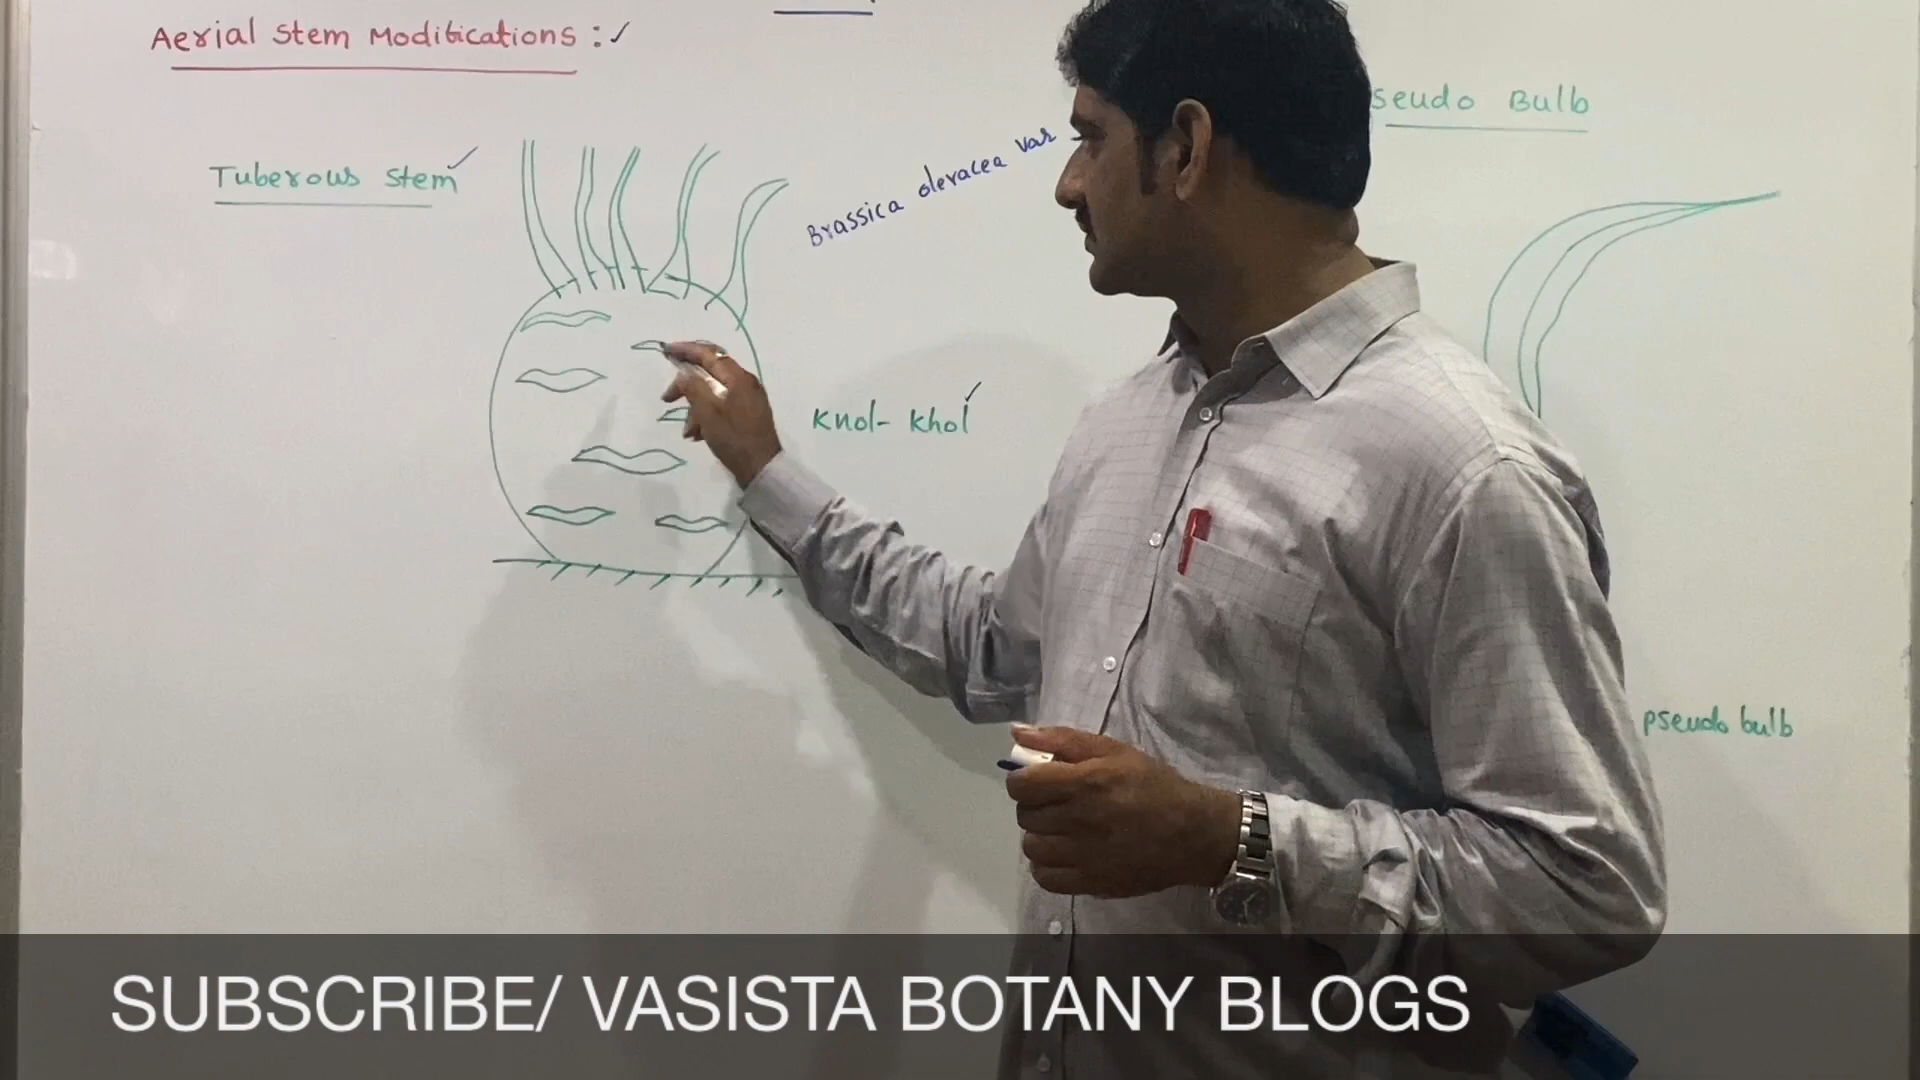 Aerial Stem Modifications :✓
Tuberous Stem ✓
Brassica oleracea var
seudo Bulb
Knol-Khol ✓
pseudo bulb
SUBSCRIBE/ VASISTA BOTANY BLOGS